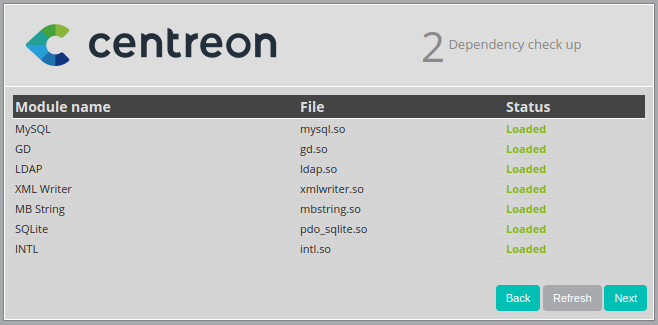 centreon
2 Dependency check up
Module name File Status
MySQL mysql.so Loaded
GD gd.so Loaded
LDAP ldap.so Loaded
XML Writer xmlwriter.so Loaded
MB String mbstring.so Loaded
SQLite pdo_sqlite.so Loaded
INTL intl.so Loaded
Back Refresh Next